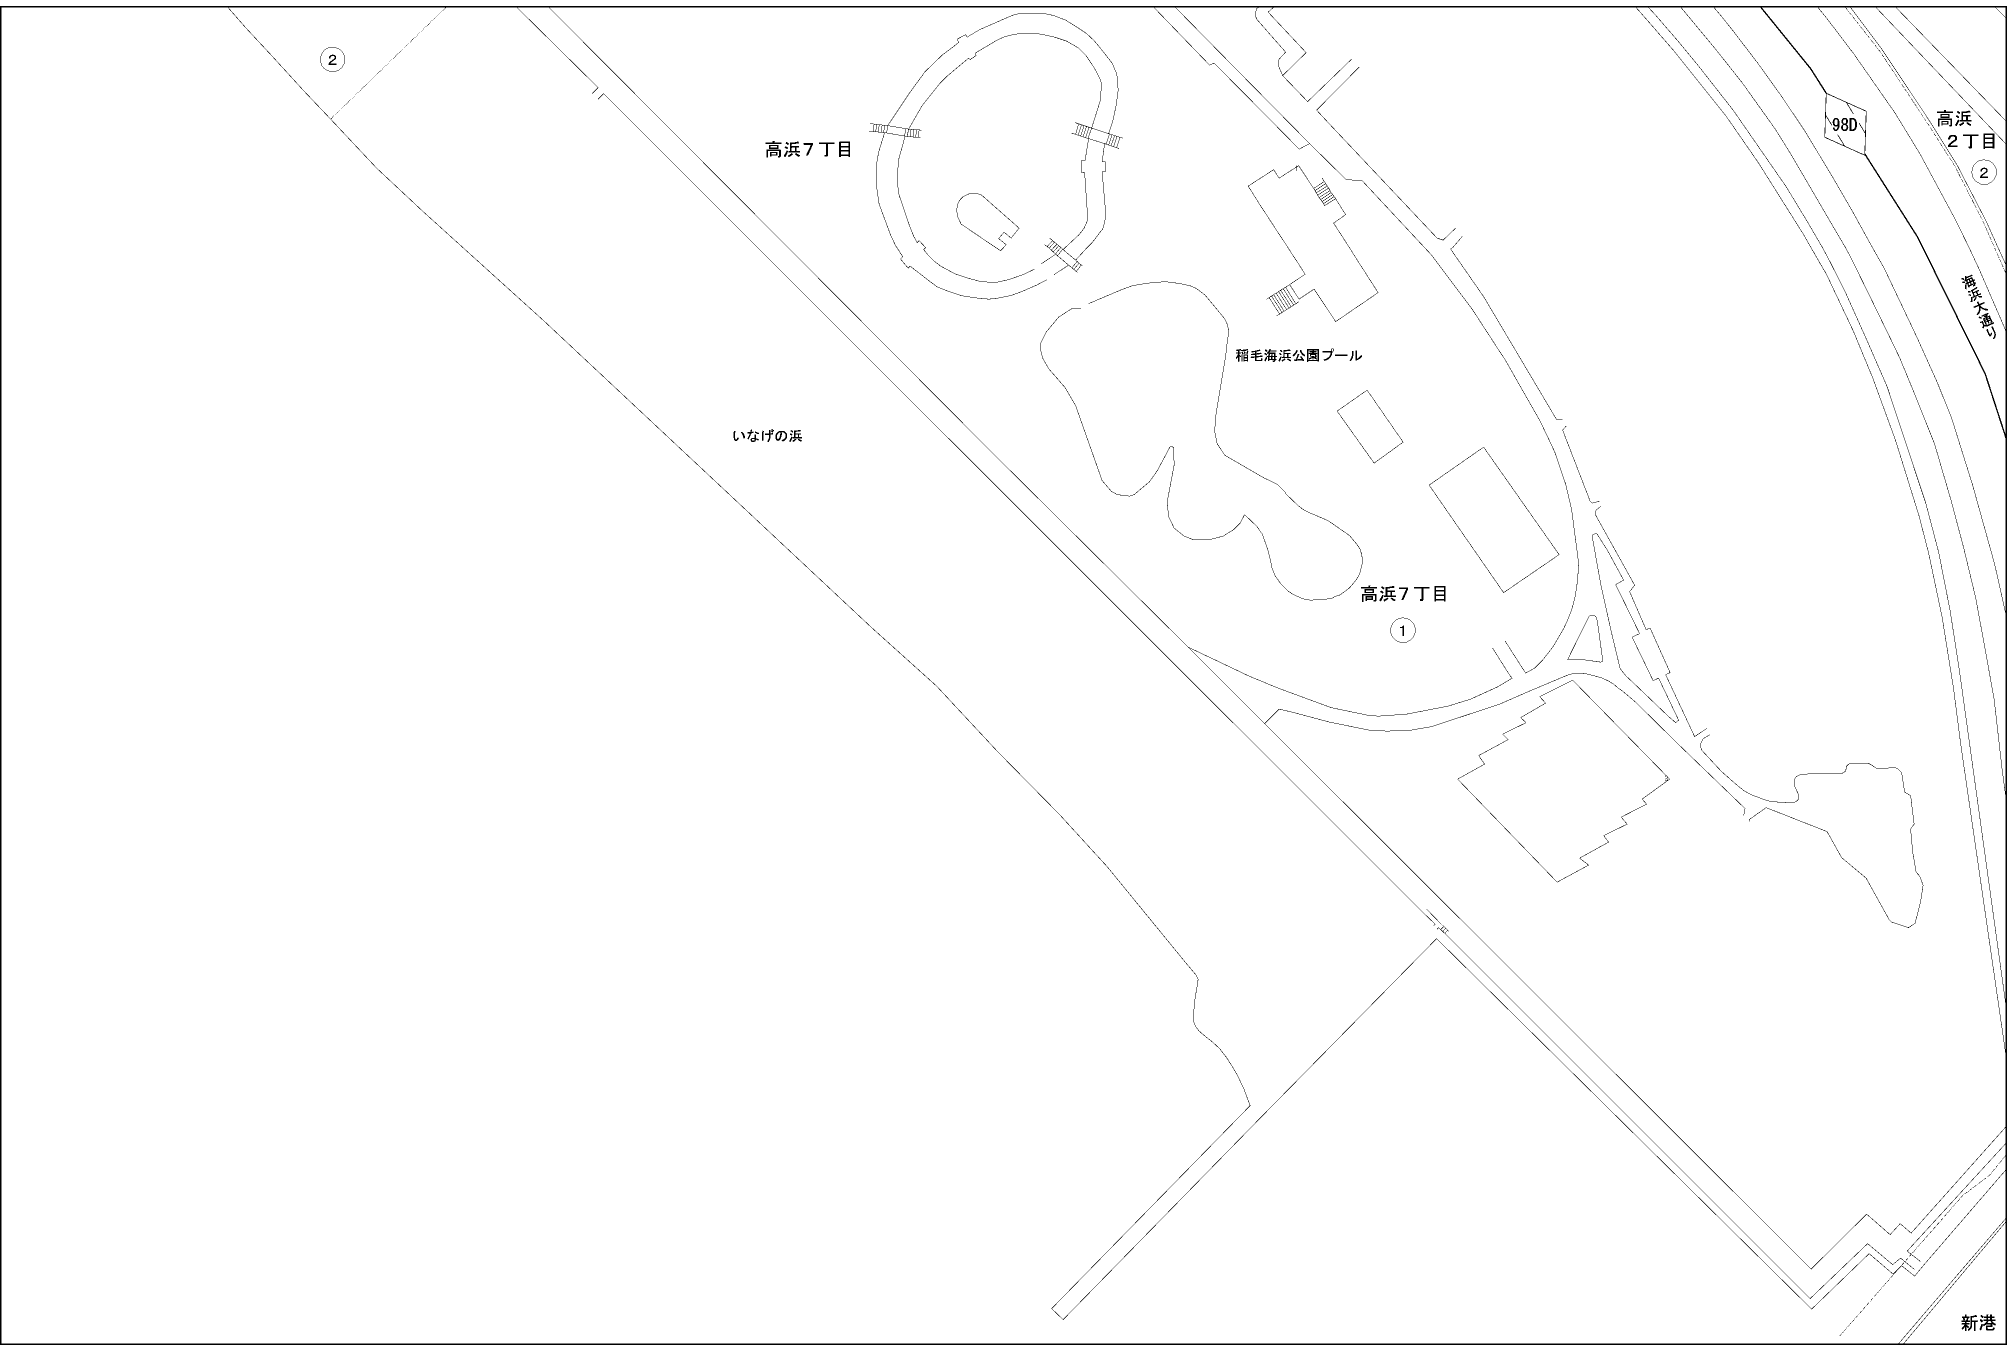 ②
高浜
２丁目
98D
高浜７丁目
②
海浜大通り
稲毛海浜公園プール
いなげの浜
高浜７丁目
①
新港